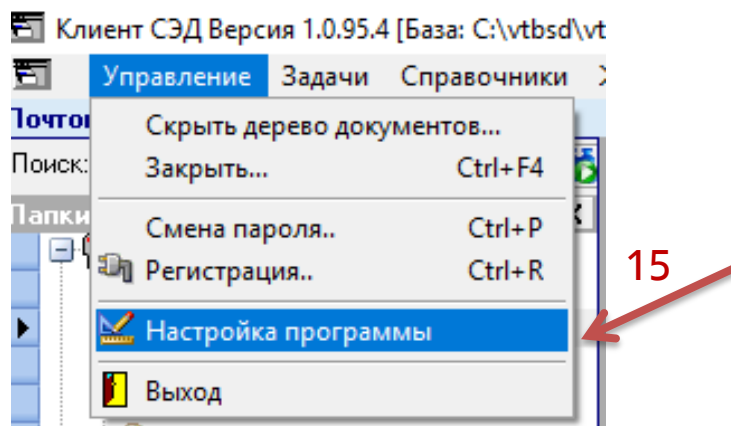 Клиент СЭД Версия 1.0.95.4 [База: C:\vtbsd\vt
Управление Задачи Справочники
Поиск:
Папки
Скрыть дерево документов...
Закрыть... Ctrl+F4
Смена пароля.. Ctrl+P
Регистрация.. Ctrl+R
15
Настройка программы
Выход